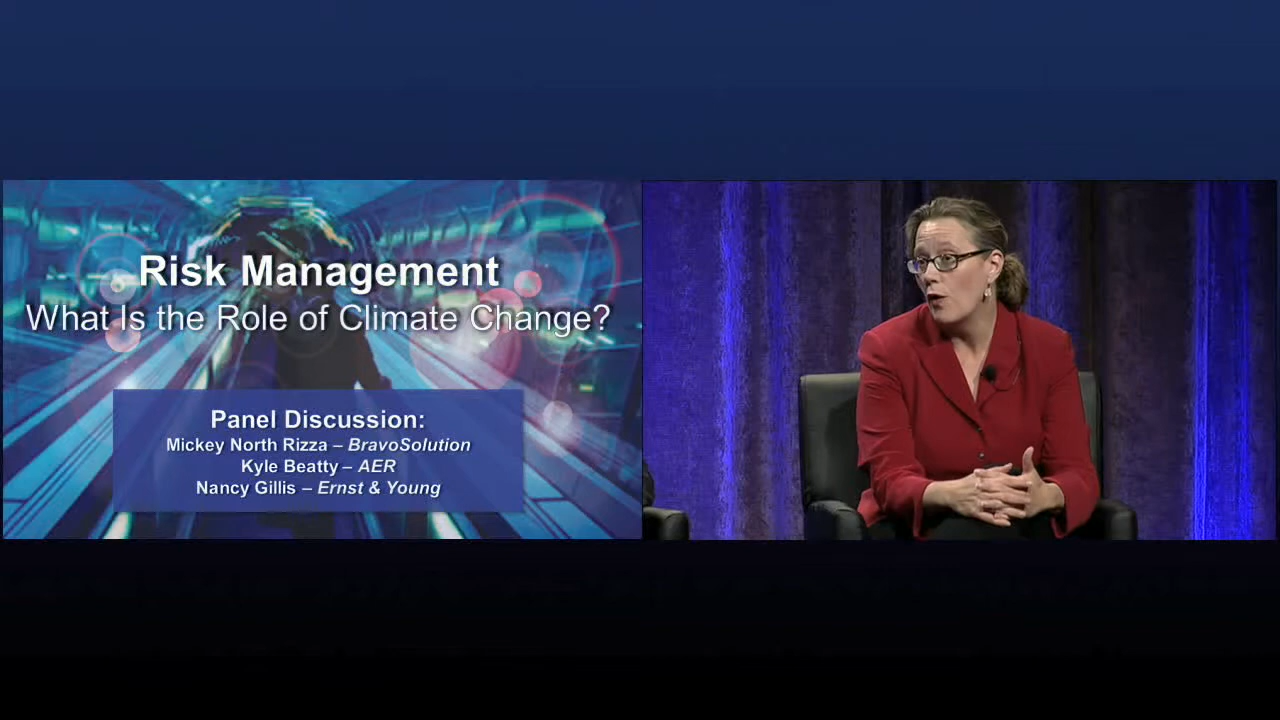 Risk Management
What Is the Role of Climate Change?
Panel Discussion:
Mickey North Rizza – BravoSolution
Kyle Beatty – AER
Nancy Gillis – Ernst & Young